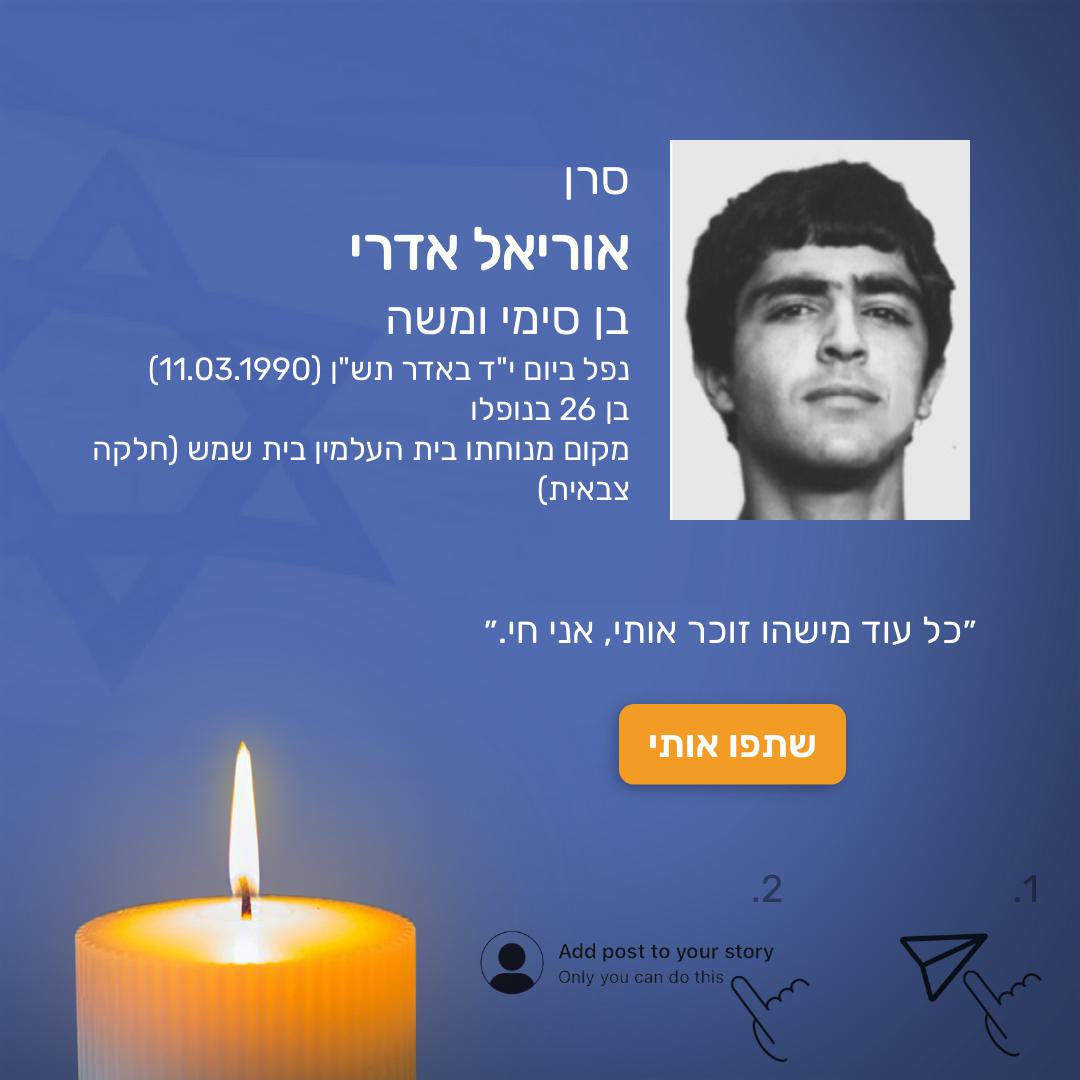 סרן
אוריאל אדרי
בן סימי ומשה
נפל ביום י"ד באדר תש"ן (11.03.1990)
בן 26 בנופלו
מקום מנוחתו בית העלמין בית שמש (חלקה
צבאית)
״כל עוד מישהו זוכר אותי, אני חי.״
שתפו אותי
1.
2.
Add post to your story
Only you can do this